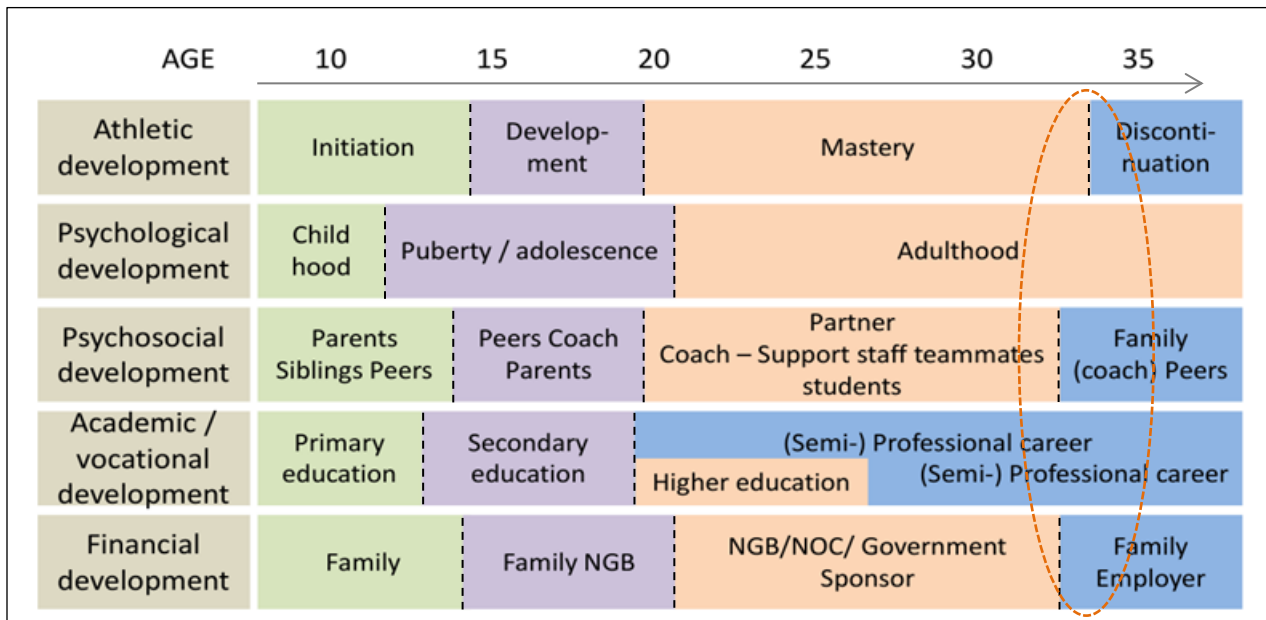 AGE 10 15 20 25 30 35
Athletic
development
Initiation
Develop-
ment
Mastery
Disconti-
nuation
Psychological
development
Child
hood
Puberty / adolescence
Adulthood
Psychosocial
development
Parents
Siblings Peers
Peers Coach
Parents
Partner
Coach – Support staff teammates
students
Family
(coach) Peers
Academic /
vocational
development
Primary
education
Secondary
education
(Semi-) Professional career
Higher education
(Semi-) Professional career
Financial
development
Family
Family NGB
NGB/NOC/ Government
Sponsor
Family
Employer